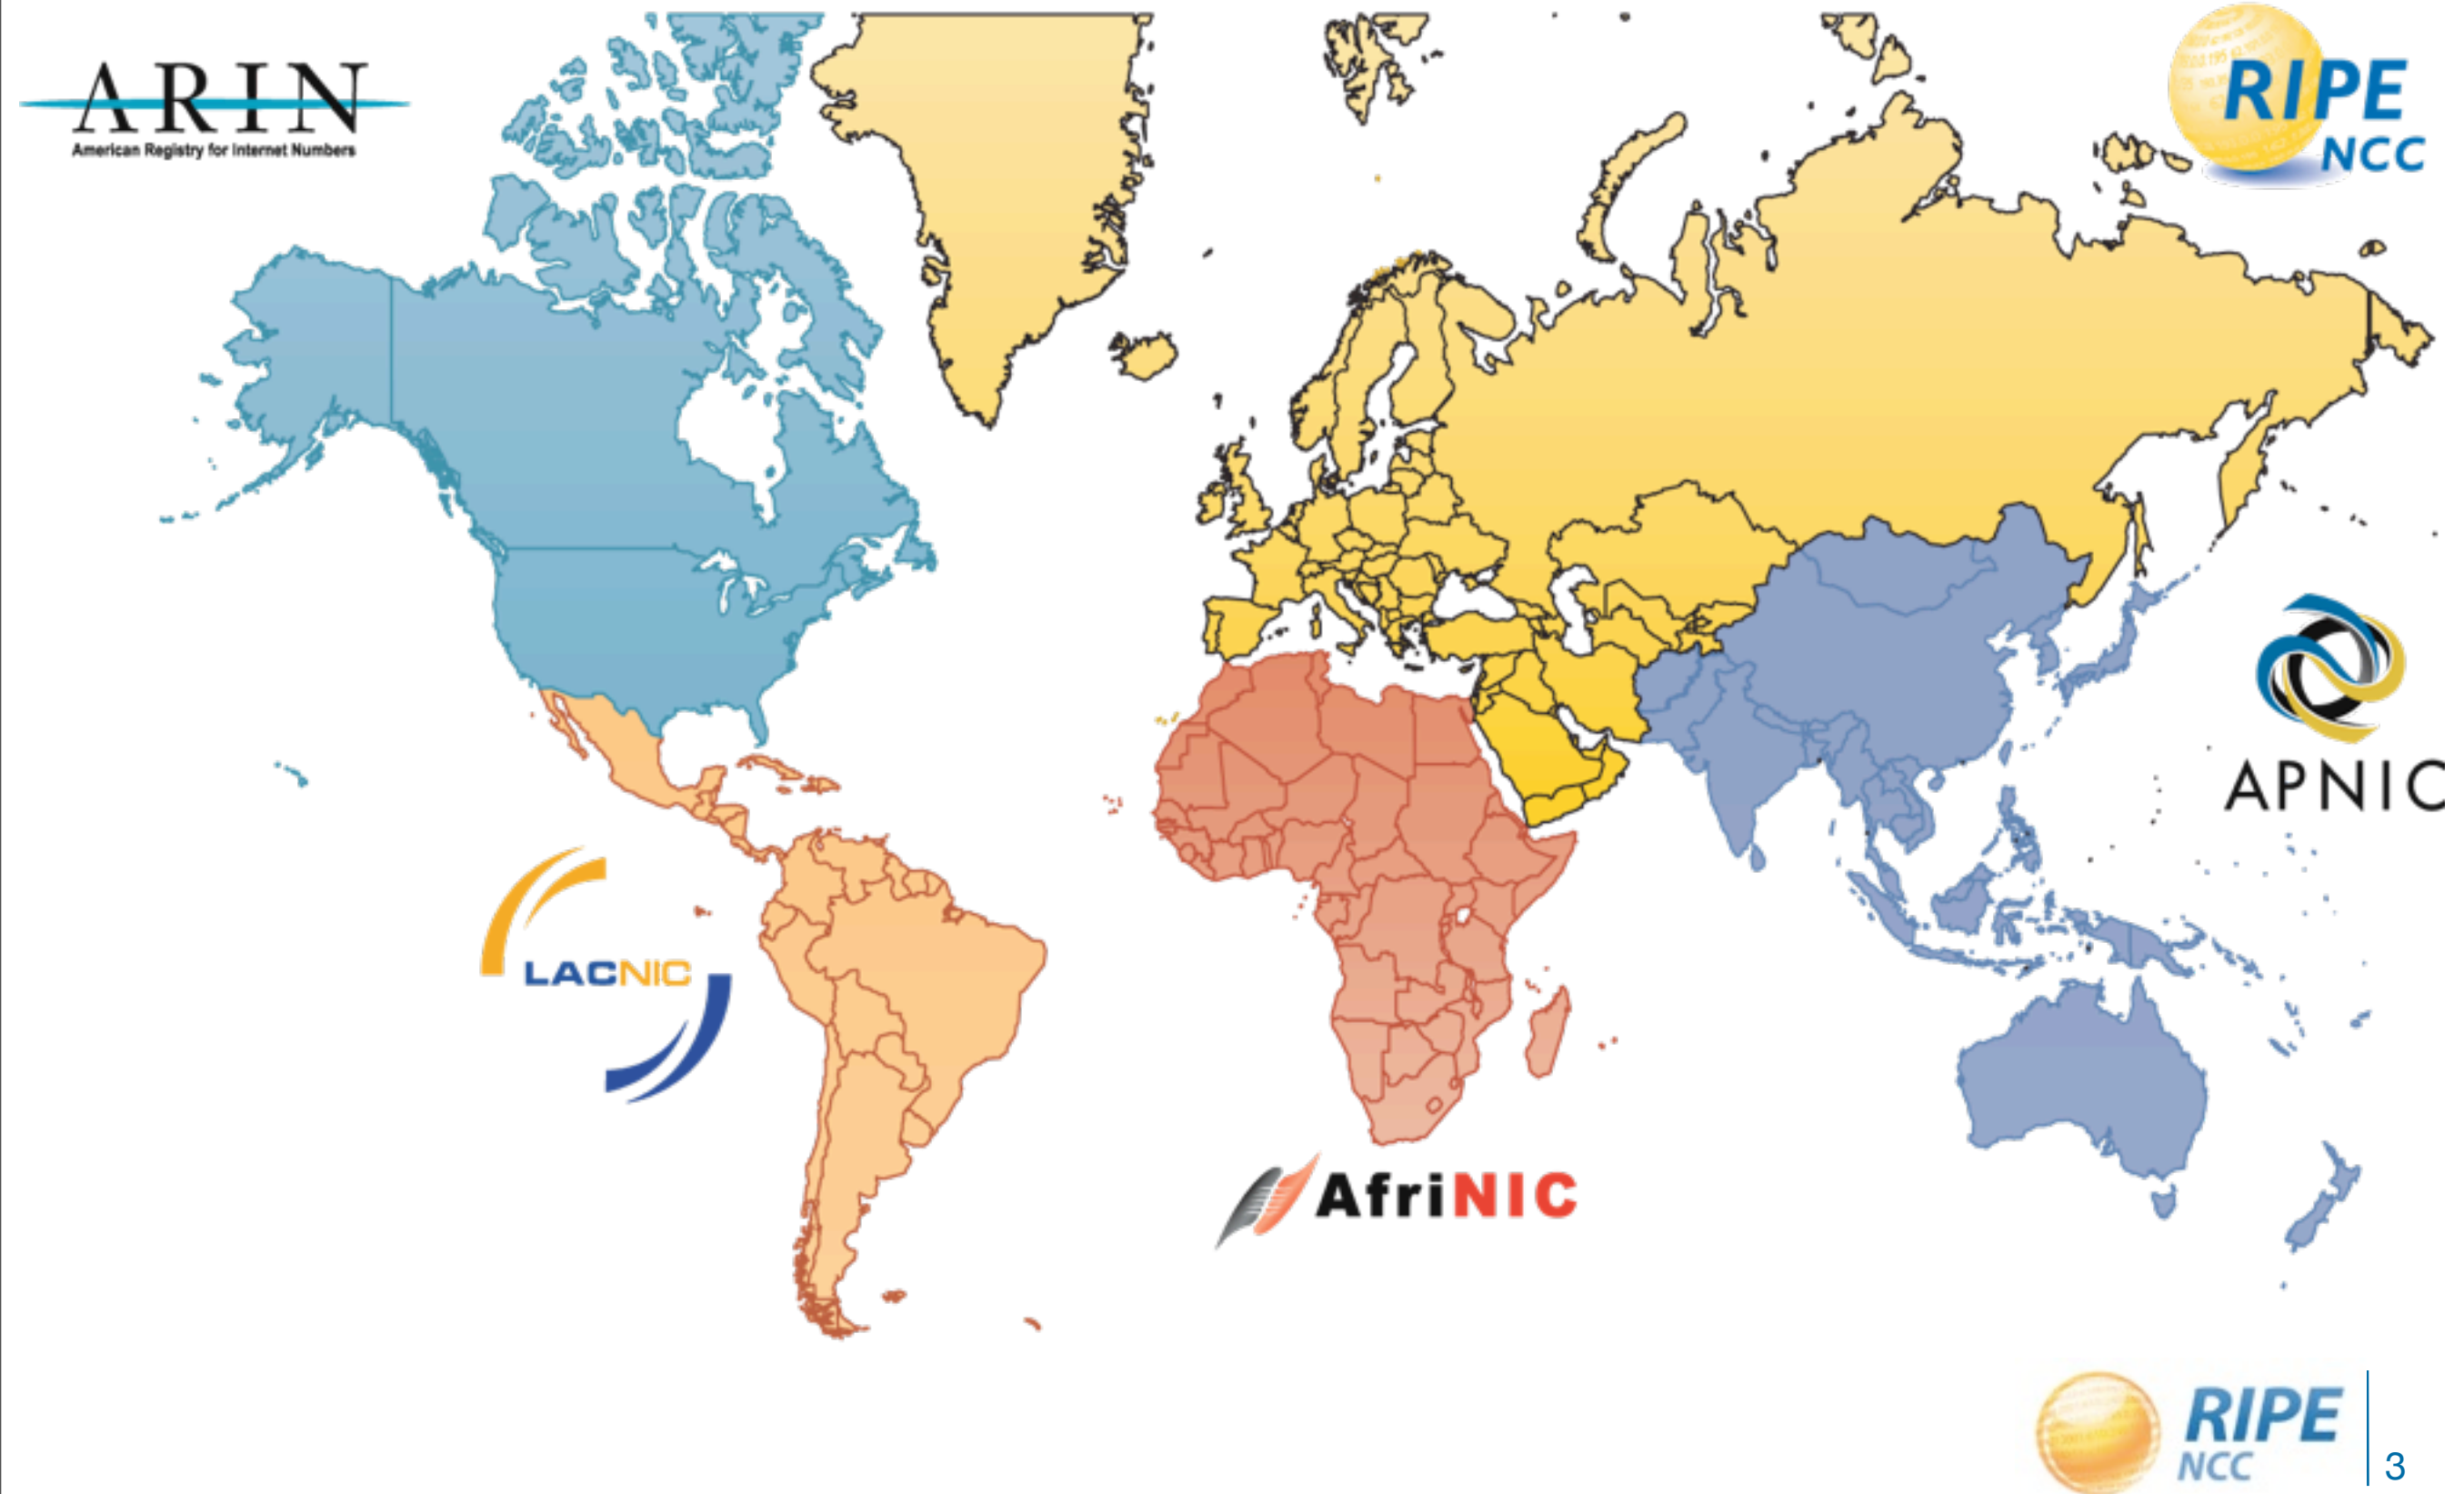 ARIN
American Registry for Internet Numbers
RIPE
NCC
APNIC
LACNIC
AfriNIC
RIPE
NCC
3